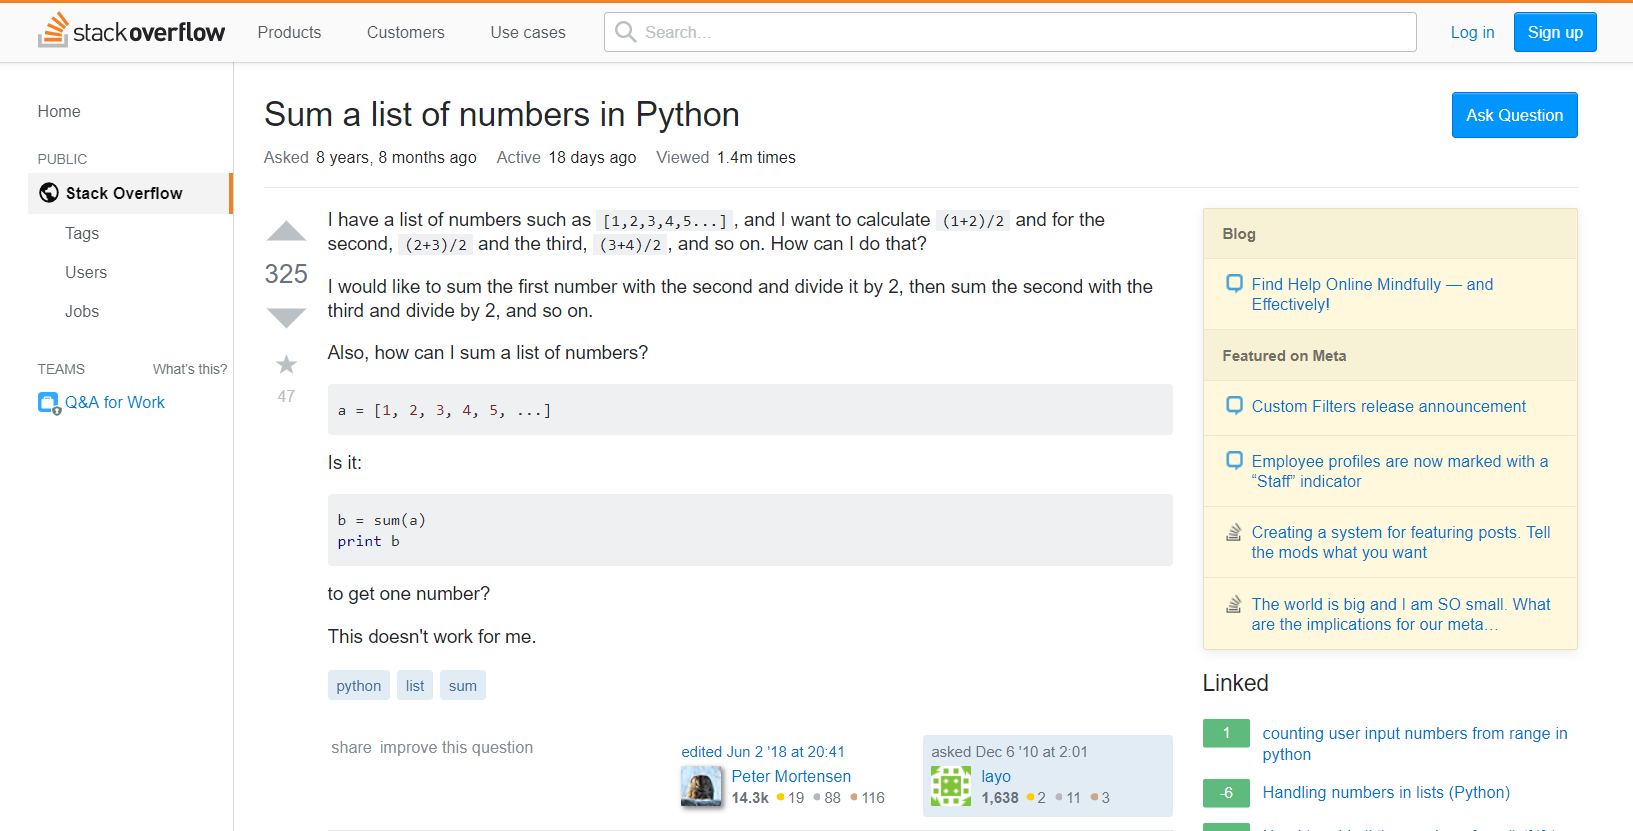 stackoverflow
Products
Customers
Use cases
Search...
Log in
Sign up
Home
PUBLIC
Stack Overflow
Tags
Users
Jobs
TEAMS
What's this?
Q&A for Work
Sum a list of numbers in Python
Ask Question
Asked 8 years, 8 months ago Active 18 days ago Viewed 1.4m times
325
47
I have a list of numbers such as [1,2,3,4,5...], and I want to calculate (1+2)/2 and for the
second, (2+3)/2 and the third, (3+4)/2, and so on. How can I do that?
I would like to sum the first number with the second and divide it by 2, then sum the second with the
third and divide by 2, and so on.
Also, how can I sum a list of numbers?
a = [1, 2, 3, 4, 5, ...]
Is it:
b = sum(a)
print b
to get one number?
This doesn't work for me.
python list sum
share improve this question
edited Jun 2 '18 at 20:41
Peter Mortensen
14.3k 19 88 116
asked Dec 6 '10 at 2:01
layo
1,638 2 11 3
Blog
Find Help Online Mindfully — and
Effectively!
Featured on Meta
Custom Filters release announcement
Employee profiles are now marked with a
“Staff” indicator
Creating a system for featuring posts. Tell
the mods what you want
The world is big and I am SO small. What
are the implications for our meta…
Linked
1
counting user input numbers from range in
python
-6
Handling numbers in lists (Python)